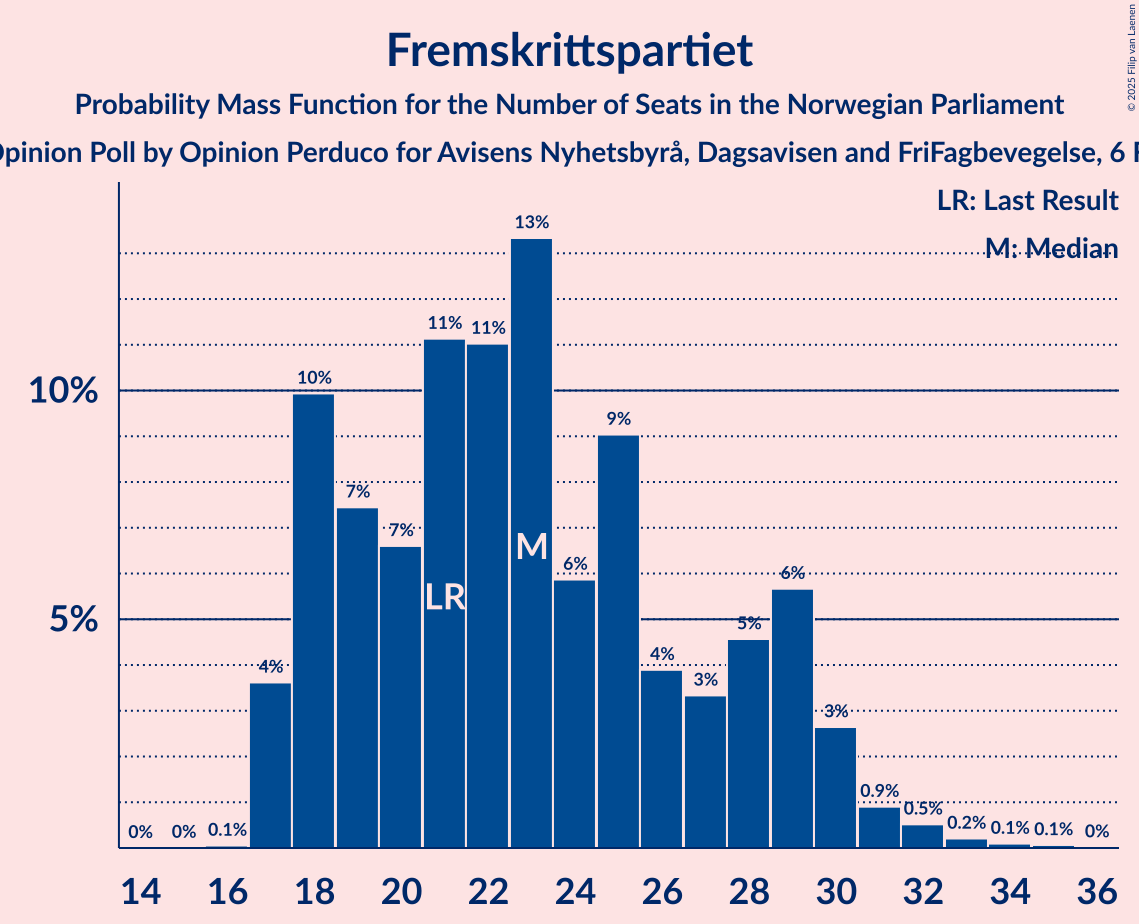 Fremskrittspartiet
Probability Mass Function for the Number of Seats in the Norwegian Parliament
Opinion Poll by Opinion Perduco for Avisens Nyhetsbyrå, Dagsavisen and FriFagbevegelse, 6
© 2025 Filip van Laenen
LR: Last Result
M: Median
13%
11% 11%
10%
10%
9%
7%
7%
M
6%
6%
LR
5%
5%
4%
4%
3%
3%
0.9%
0.5%
0% 0% 0.1%
0.2% 0.1% 0.1% 0%
14 16 18 20 22 24 26 28 30 32 34 36